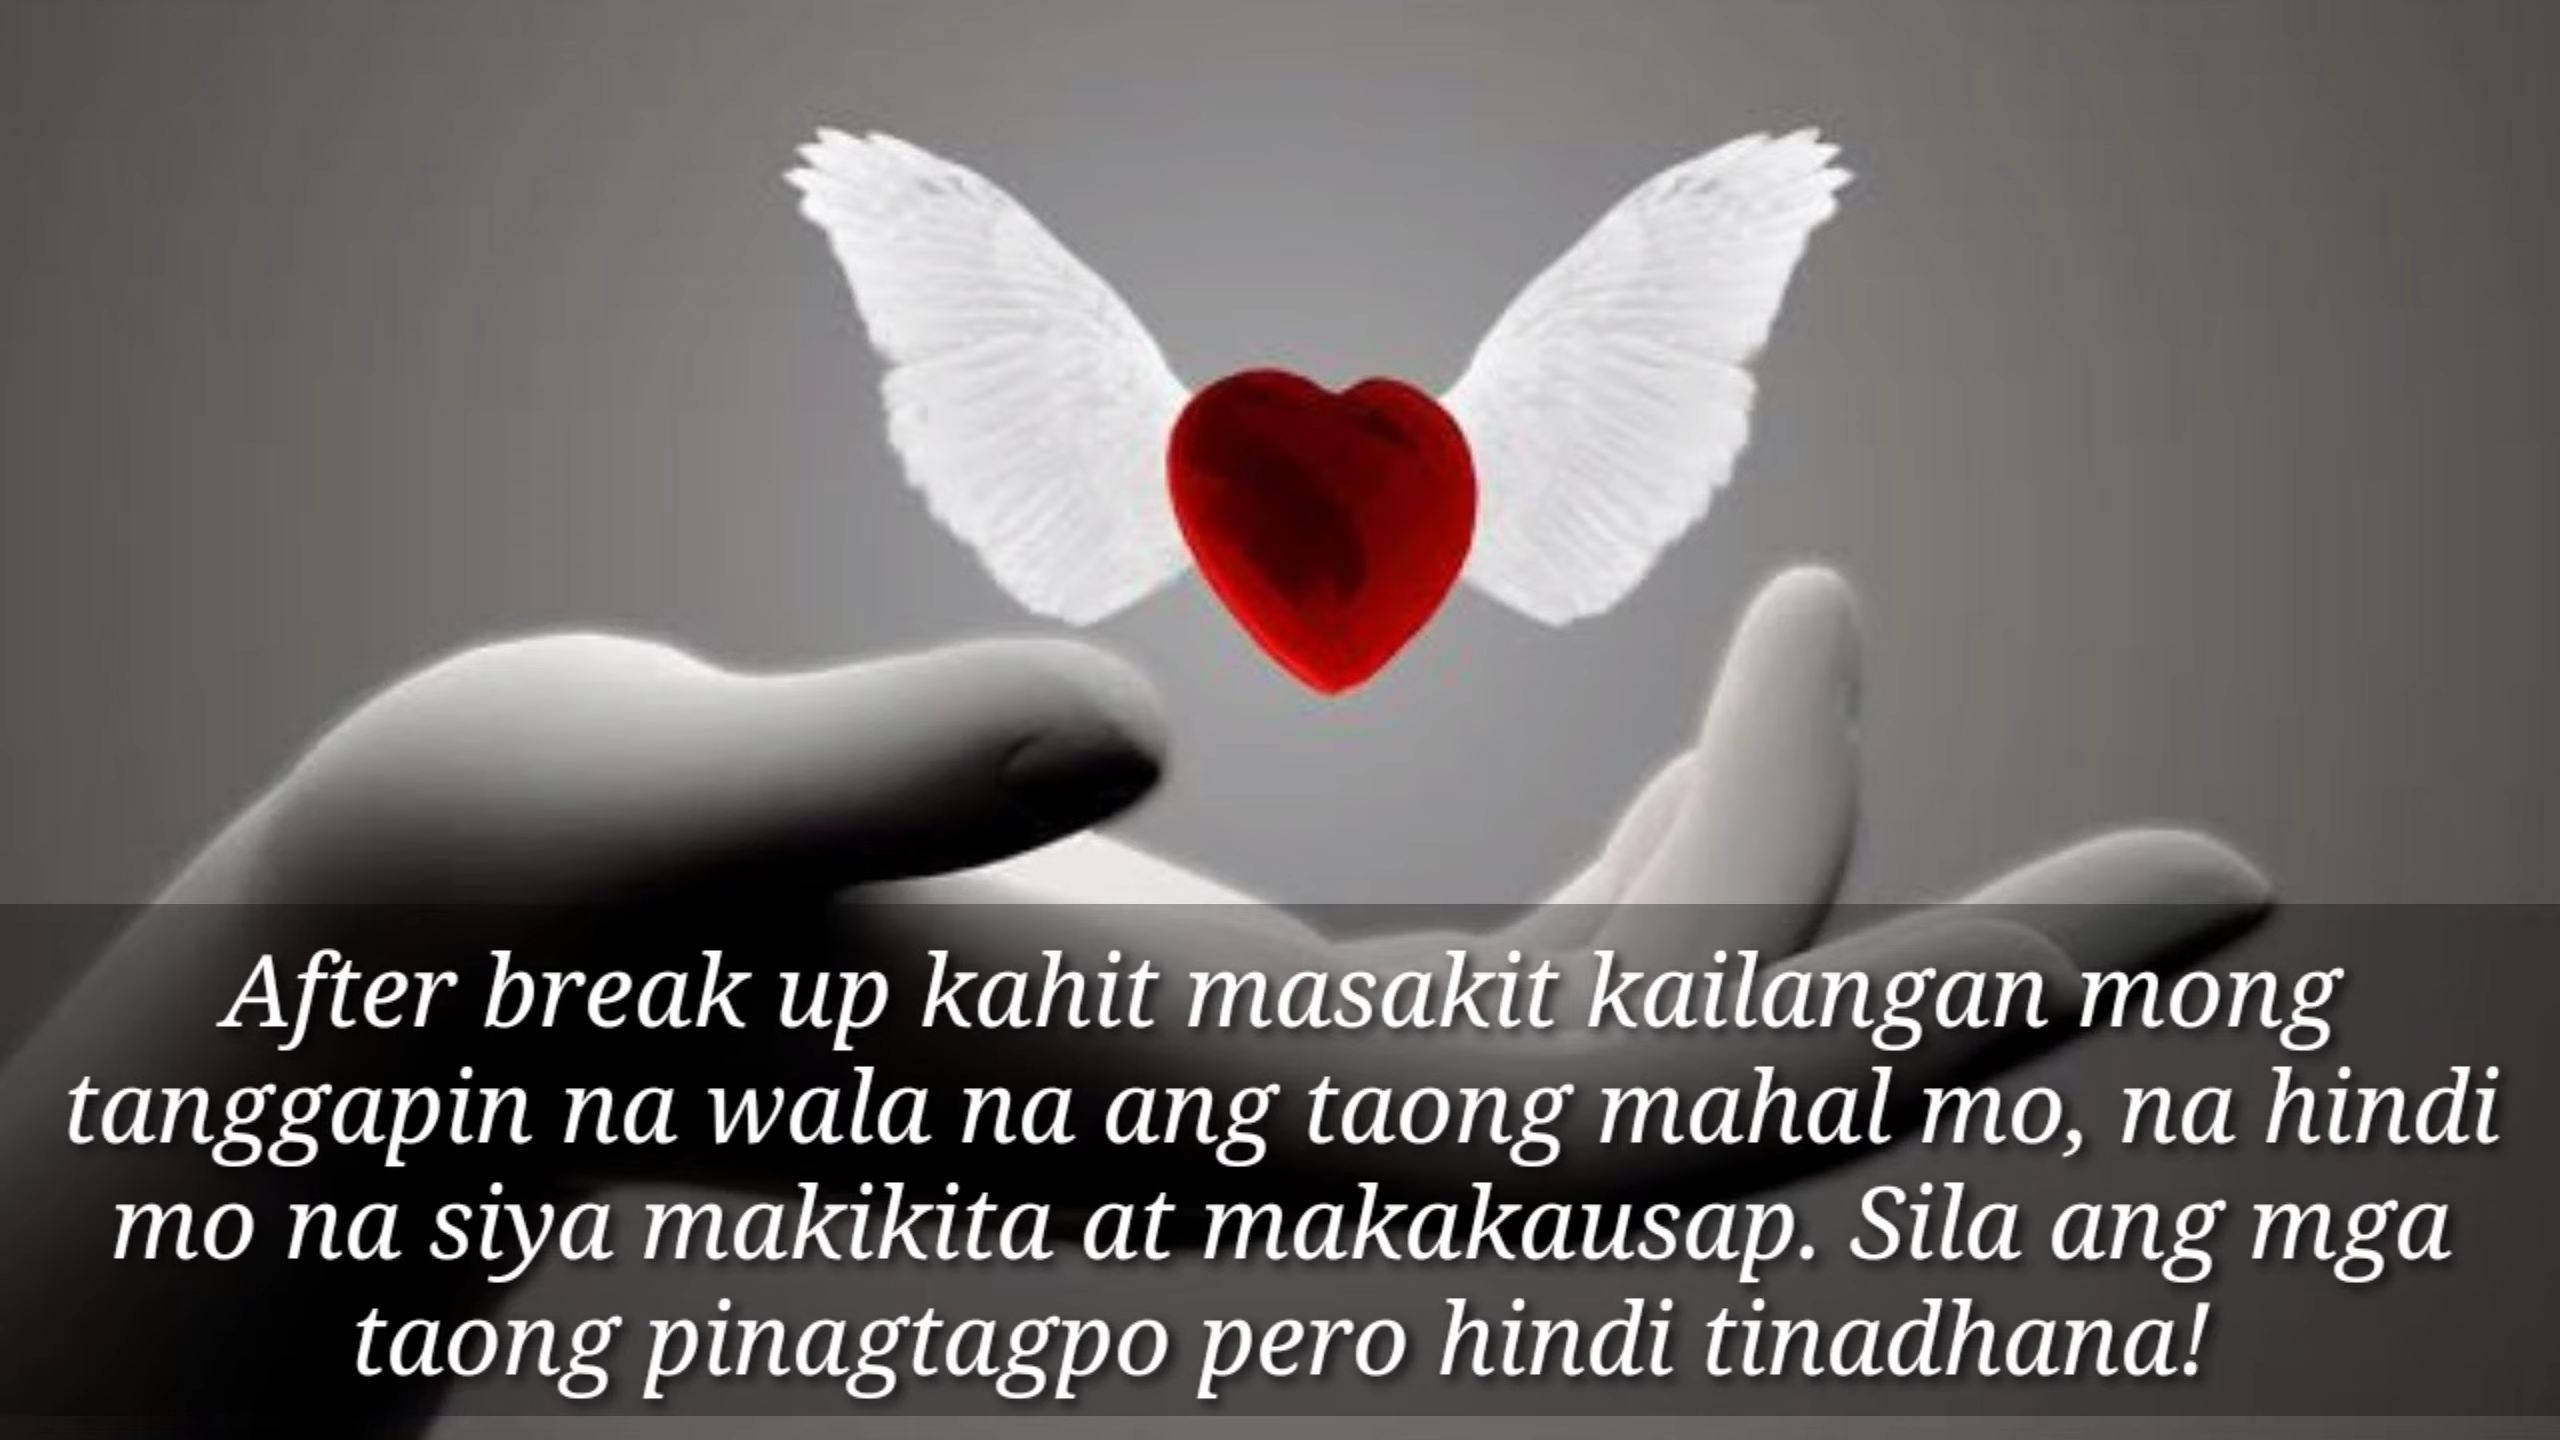 After break up kahit masakit kailangan mong
tanggapin na wala na ang taong mahal mo, na hindi
mo na siya makikita at makakausap. Sila ang mga
taong pinagtagpo pero hindi tinadhana!